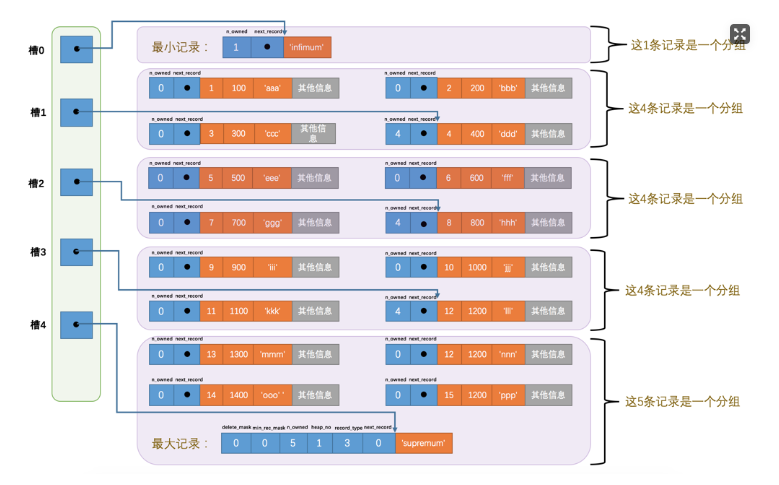 n_owned next_record
槽0 最小记录： 1 'infimum' 这1条记录是一个分组
n_owned next_record n_owned next_record
0 1 100 'aaa' 其他信息 0 2 200 'bbb' 其他信息
槽1 这4条记录是一个分组
n_owned next_record n_owned next_record
0 3 300 'ccc' 其他信息 4 4 400 'ddd' 其他信息
n_owned next_record n_owned next_record
0 5 500 'eee' 其他信息 0 6 600 'fff' 其他信息
槽2 这4条记录是一个分组
n_owned next_record n_owned next_record
0 7 700 'ggg' 其他信息 4 8 800 'hhh' 其他信息
槽3
n_owned next_record n_owned next_record
0 9 900 'iii' 其他信息 0 10 1000 'jjj' 其他信息
这4条记录是一个分组
n_owned next_record n_owned next_record
0 11 1100 'kkk' 其他信息 4 12 1200 'lll' 其他信息
槽4
n_owned next_record n_owned next_record
0 13 1300 'mmm' 其他信息 0 12 1200 'nnn' 其他信息
n_owned next_record n_owned next_record
0 14 1400 'ooo' ' 其他信息 0 15 1200 'ppp' 其他信息
这5条记录是一个分组
delete_mask min_rec_mask n_owned heap_no record_type next_record
最大记录： 0 0 5 1 3 0 'supremum'